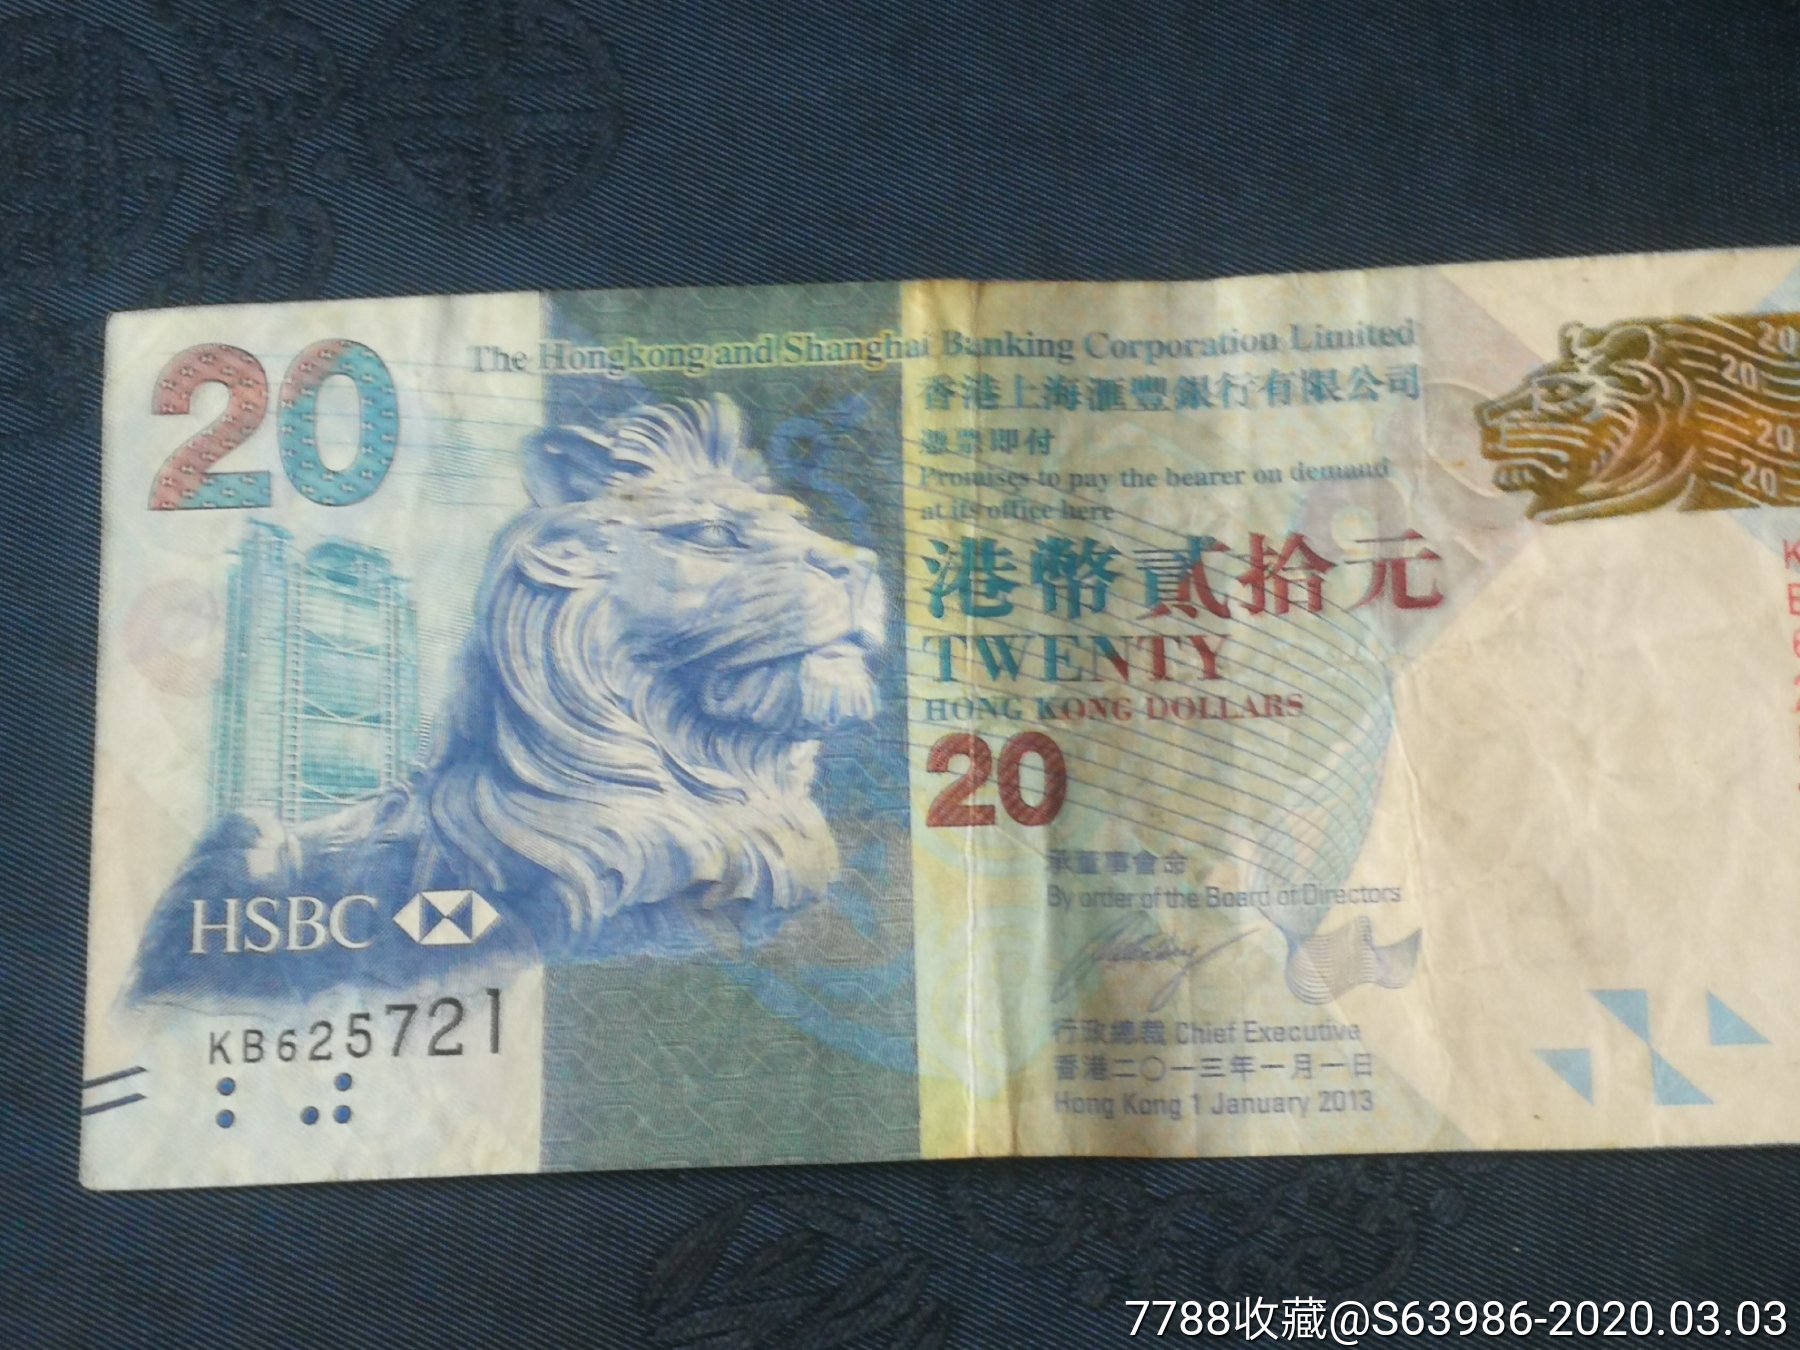 20
The Hongkong and Shanghai Banking Corporation Limited
香港上海滙豐銀行有限公司
憑票即付
Promises to pay the bearer on demand
at its office here
港幣貳拾元
TWENTY
HONG KONG DOLLARS
20
承董事會命
By order of the Board of Directors
行政總裁 Chief Executive
香港二〇一三年一月一日
Hong Kong 1 January 2013
HSBC
KB625721
20
20
20
20
K
B
7788收藏@S63986-2020.03.03